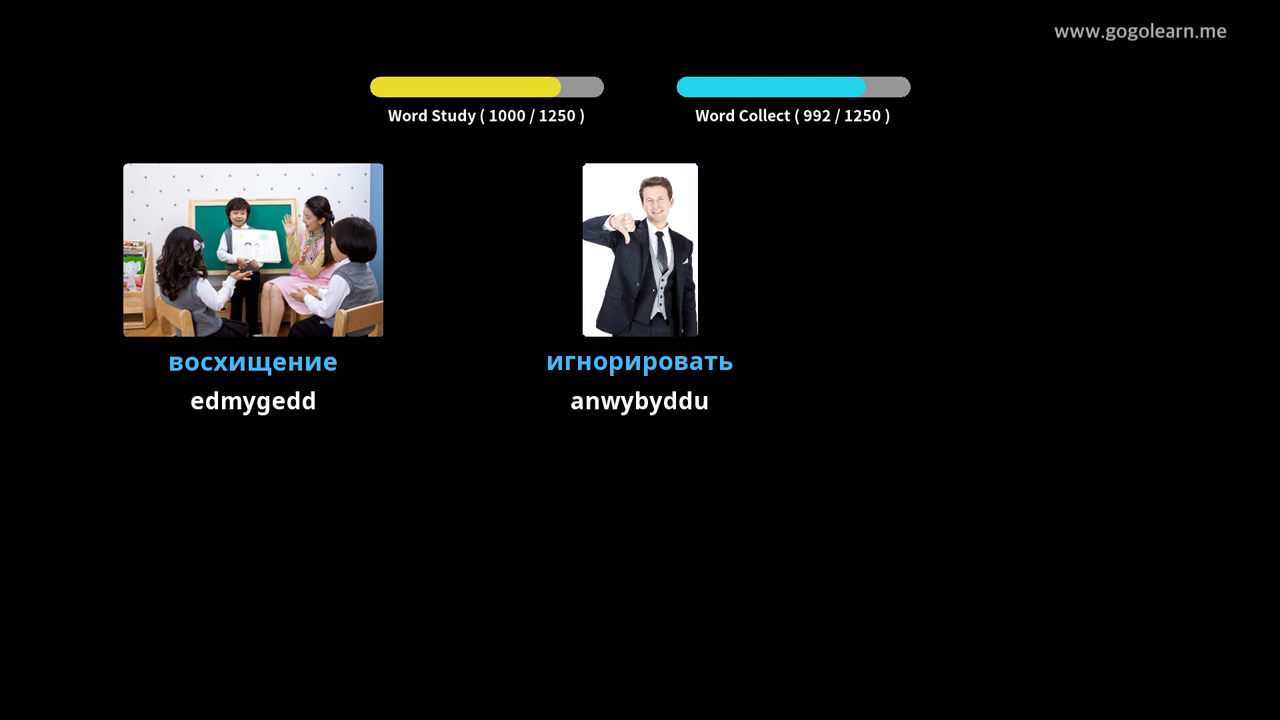 www.gogolearn.me
Word Study ( 1000 / 1250 )
Word Collect ( 992 / 1250 )
восхищение
edmygedd
игнорировать
anwybyddu